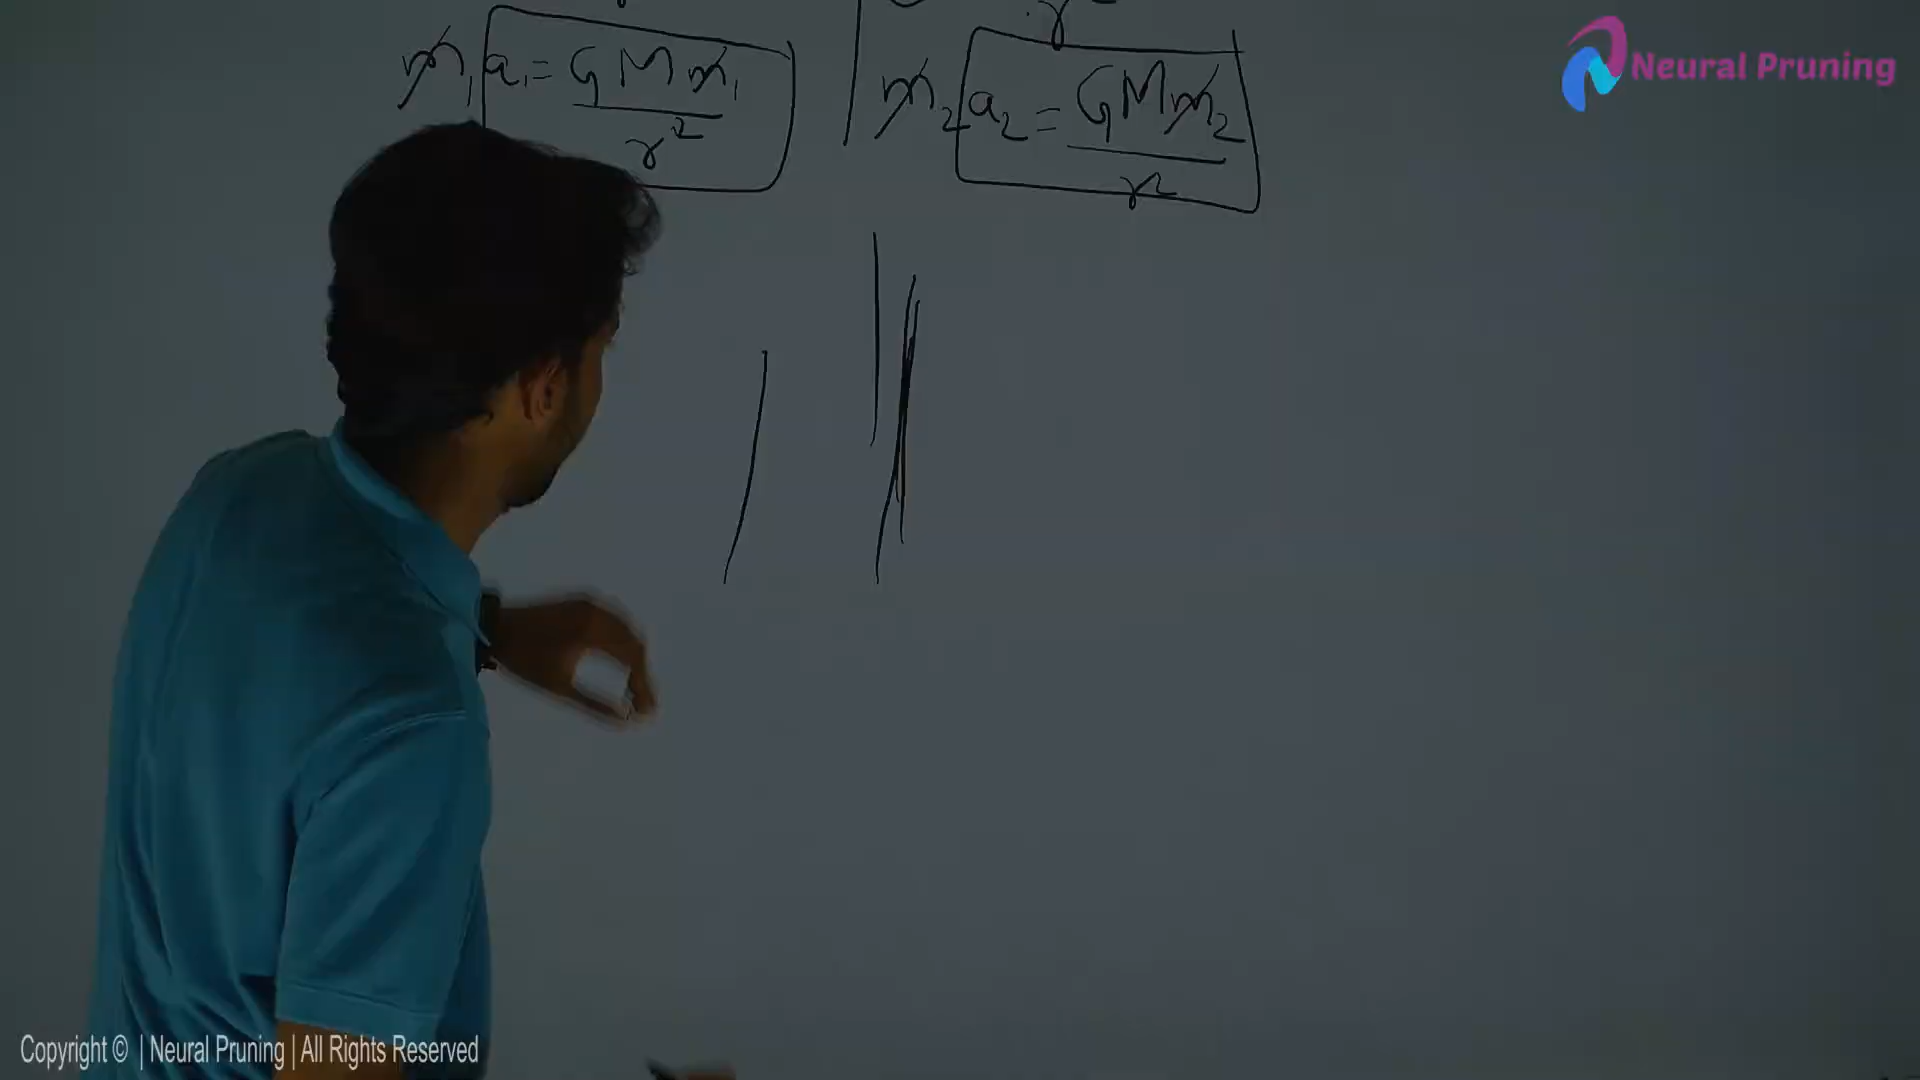 m₁a₁ = GMm₁/r²
m₂a₂ = GMm₂/r²
Neural Pruning
Copyright © | Neural Pruning | All Rights Reserved